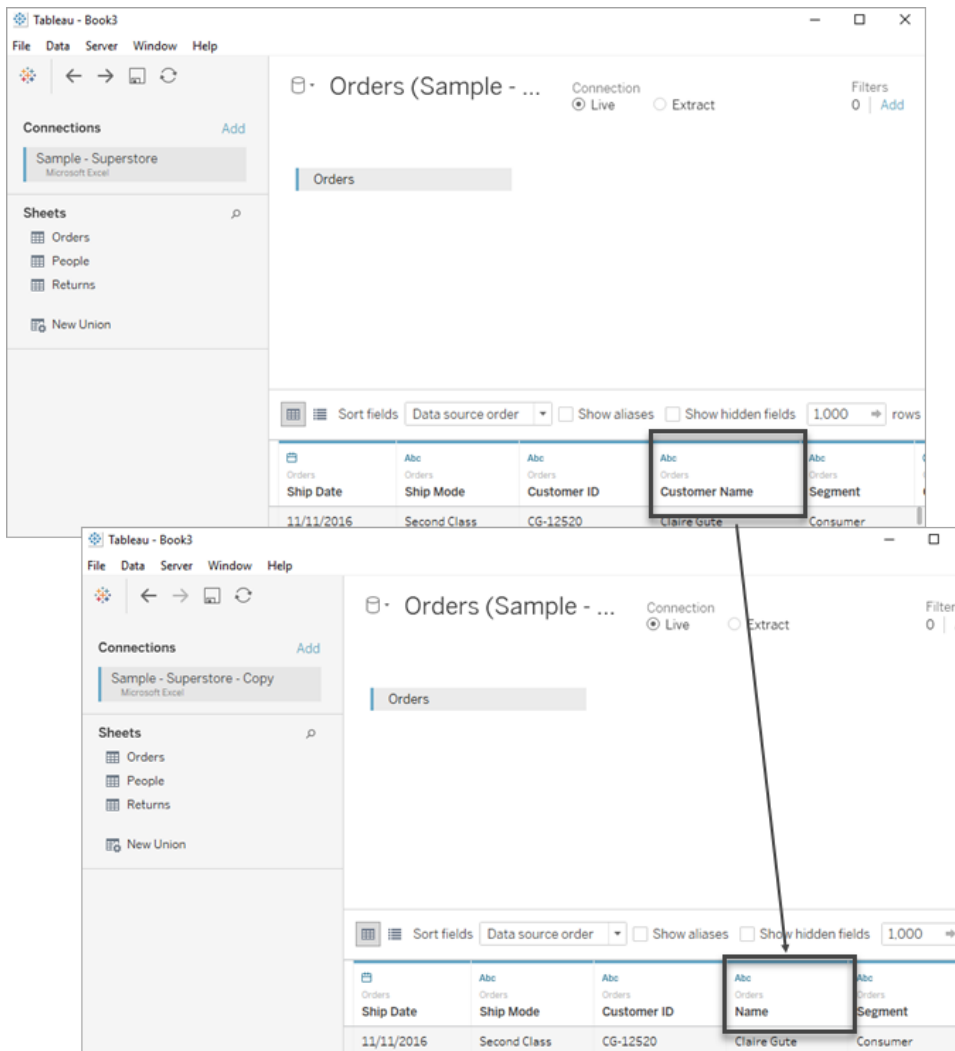 Tableau - Book3
File Data Server Window Help
Orders (Sample - ...
Connection
Live Extract
Filters
0 Add
Connections Add
Sample - Superstore
Microsoft Excel
Orders
Sheets
Orders
People
Returns
New Union
Sort fields Data source order Show aliases Show hidden fields 1,000 rows
Abc Abc Abc Abc
Orders Orders Orders Orders Orders
Ship Date Ship Mode Customer ID Customer Name Segment
11/11/2016 Second Class CG-12520 Claire Gute Consumer
Tableau - Book3
File Data Server Window Help
Orders (Sample - ...
Connection
Live Extract
Filter
0
Connections Add
Sample - Superstore - Copy
Microsoft Excel
Orders
Sheets
Orders
People
Returns
New Union
Sort fields Data source order Show aliases Show hidden fields 1,000
Abc Abc Abc Abc
Orders Orders Orders Orders Orders
Ship Date Ship Mode Customer ID Name Segment
11/11/2016 Second Class CG-12520 Claire Gute Consumer